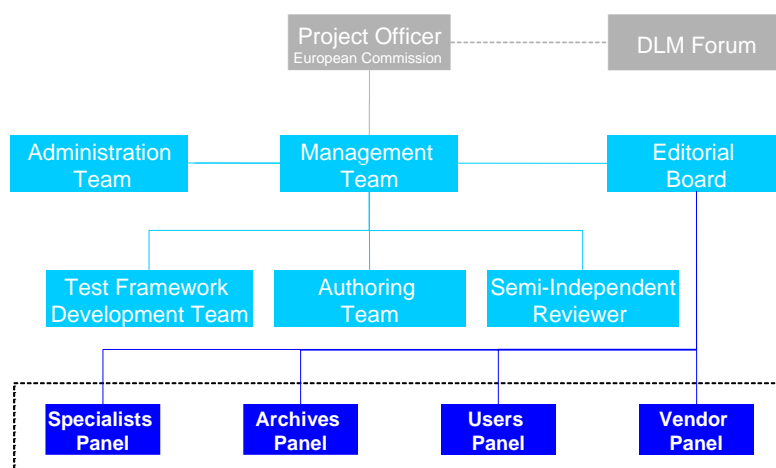 Project Officer
European Commission
DLM Forum
Administration
Team
Management
Team
Editorial
Board
Test Framework
Development Team
Authoring
Team
Semi-Independent
Reviewer
Specialists
Panel
Archives
Panel
Users
Panel
Vendor
Panel